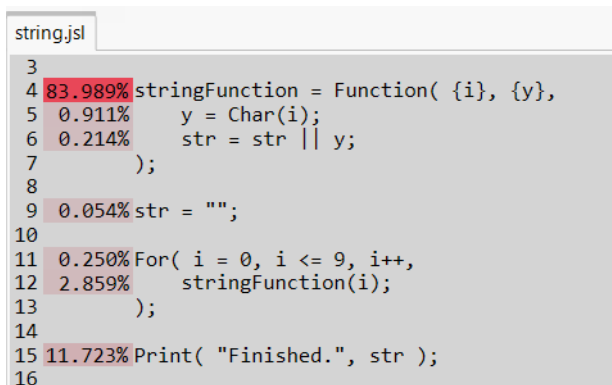 string.jsl
3
4 83.989% stringFunction = Function( {i}, {y},
5 0.911% y = Char(i);
6 0.214% str = str || y;
7 );
8
9 0.054% str = "";
10
11 0.250% For( i = 0, i <= 9, i++,
12 2.859% stringFunction(i);
13 );
14
15 11.723% Print( "Finished.", str );
16